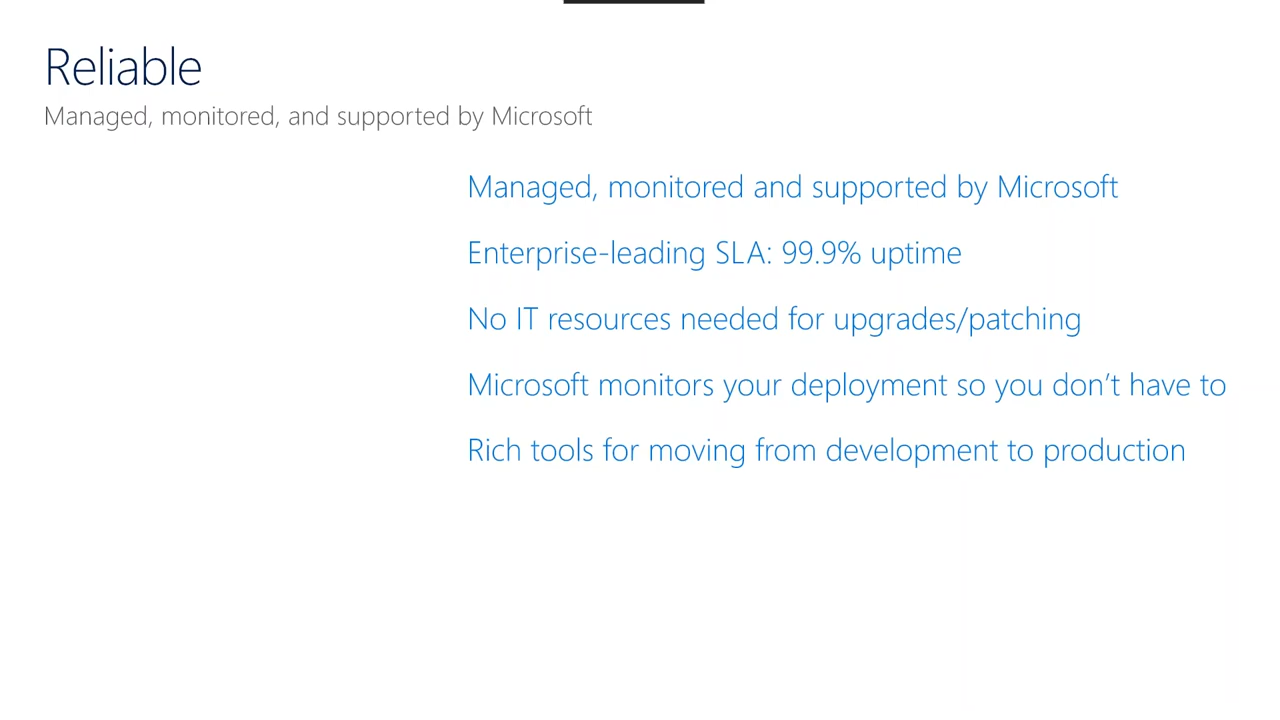 Reliable
Managed, monitored, and supported by Microsoft
Managed, monitored and supported by Microsoft
Enterprise-leading SLA: 99.9% uptime
No IT resources needed for upgrades/patching
Microsoft monitors your deployment so you don’t have to
Rich tools for moving from development to production